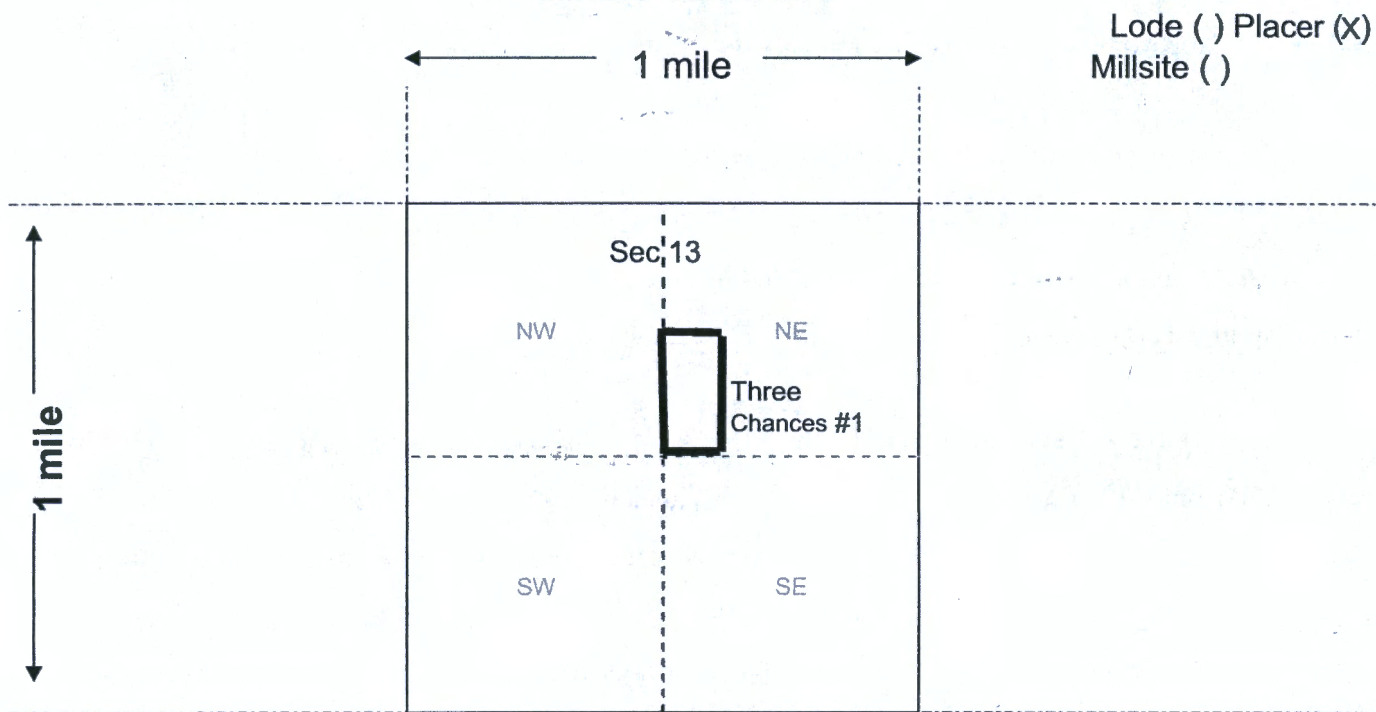 Lode ( ) Placer (X)
Millsite ( )
1 mile
Sec 13
NW
NE
Three
Chances #1
1 mile
SW
SE